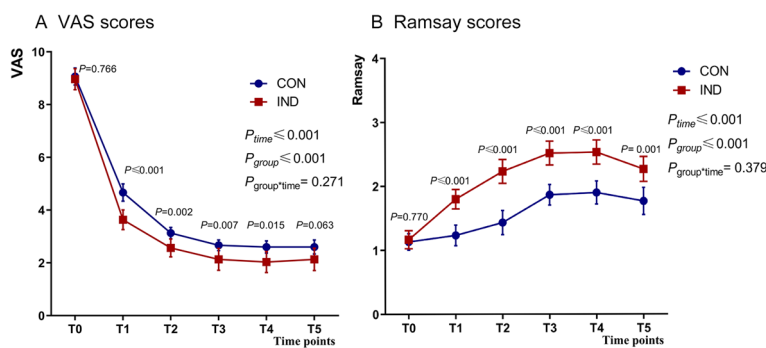 A VAS scores
VAS
10
8
6
4
2
0
P=0.766
P≤0.001
P=0.002
P=0.007
P=0.015
P=0.063
CON
IND
Ptime≤0.001
Pgroup≤0.001
Pgroup*time=0.271
T0 T1 T2 T3 T4 T5
Time points
B Ramsay scores
Ramsay
4
3
2
1
0
P=0.770
P≤0.001
P≤0.001
P≤0.001
P≤0.001
P= 0.001
CON
IND
Ptime≤0.001
Pgroup≤0.001
Pgroup*time= 0.379
T0 T1 T2 T3 T4 T5
Time points